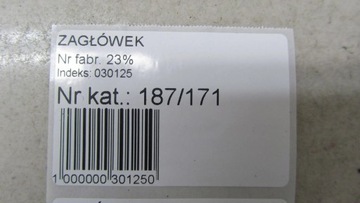 ZAGŁÓWEK
Nr fabr. 23%
Indeks: 030125
Nr kat.: 187/171
1 000000 301250